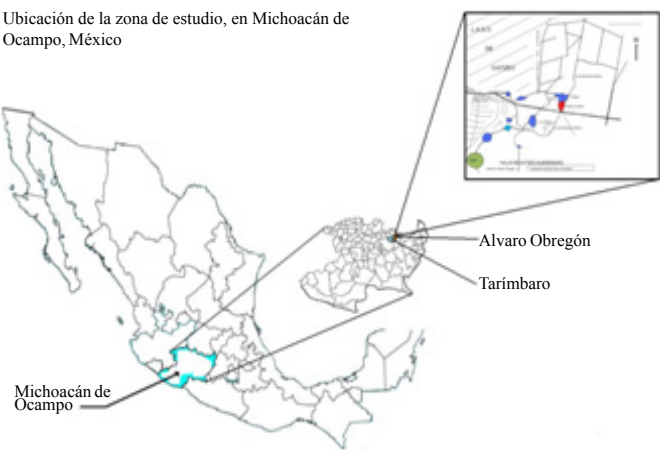 Ubicación de la zona de estudio, en Michoacán de
Ocampo, México
Alvaro Obregón
Tarímbaro
Michoacán de
Ocampo